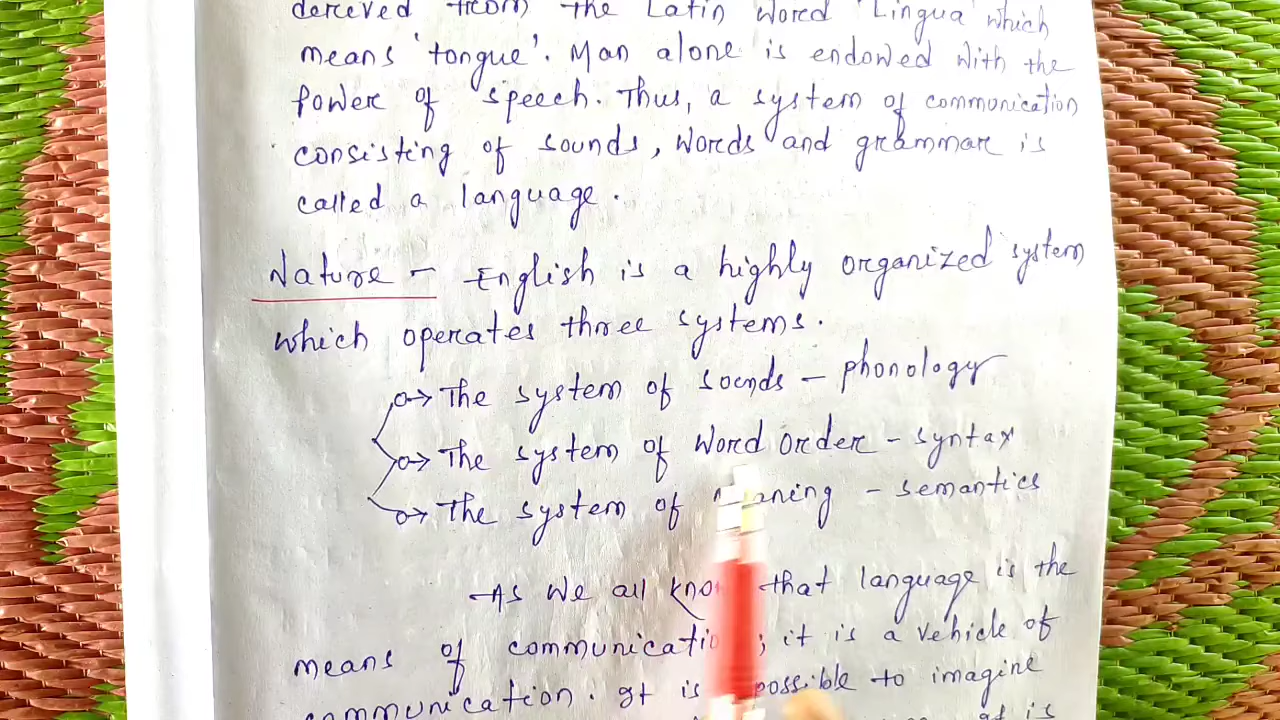 derived from the Latin word 'Lingua' which
means 'tongue'. Man alone is endowed with the
power of speech. Thus, a system of communication
consisting of sounds, words and grammar is
called a language.
Nature - English is a highly organized system
which operates three systems.
→ The system of sounds - phonology
→ The system of word order - syntax
→ The system of - semantics
As we all that language is the
means of ; it is a vehicle of
communication. It is possible to imagine